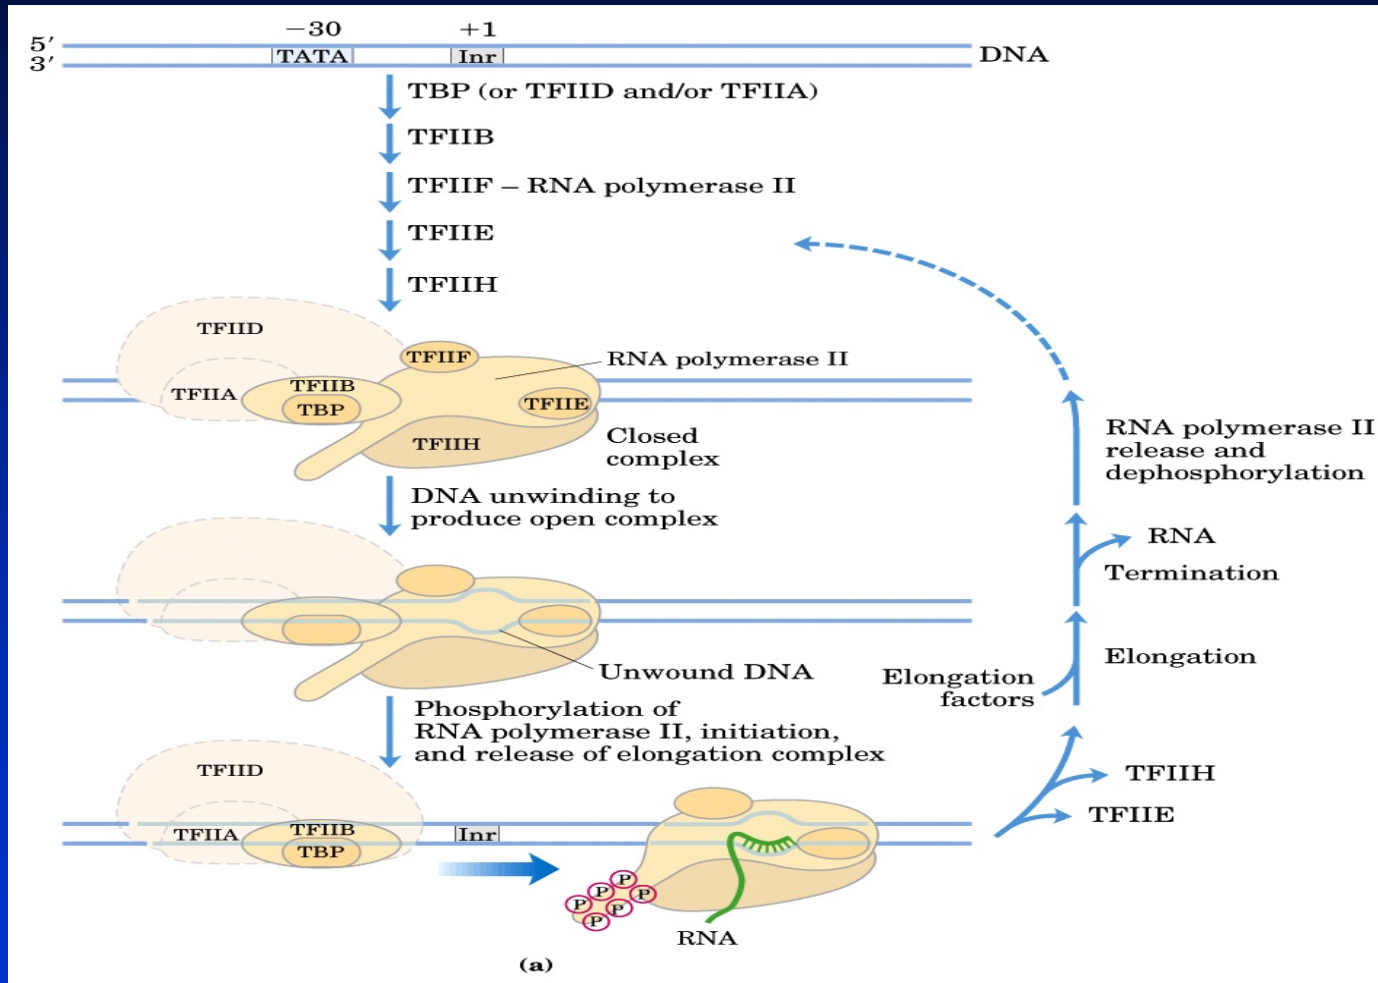 −30
+1
5′
3′
TATA
Inr
DNA
TBP (or TFIID and/or TFIIA)
TFIIB
TFIIF – RNA polymerase II
TFIIE
TFIIH
TFIID
TFIIF
RNA polymerase II
TFIIA
TFIIB
TBP
TFIIE
TFIIH
Closed
complex
DNA unwinding to
produce open complex
Unwound DNA
Phosphorylation of
RNA polymerase II, initiation,
and release of elongation complex
TFIID
TFIIA
TFIIB
TBP
Inr
P
P
P
P
P
P
RNA
RNA polymerase II
release and
dephosphorylation
RNA
Termination
Elongation
Elongation
factors
TFIIH
TFIIE
(a)